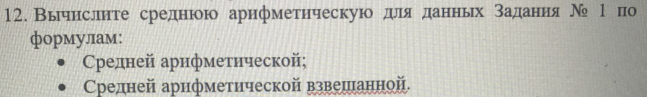 12. Вычислите среднюю арифметическую для данных Задания № 1 по
формулам:
• Средней арифметической;
• Средней арифметической взвешанной.